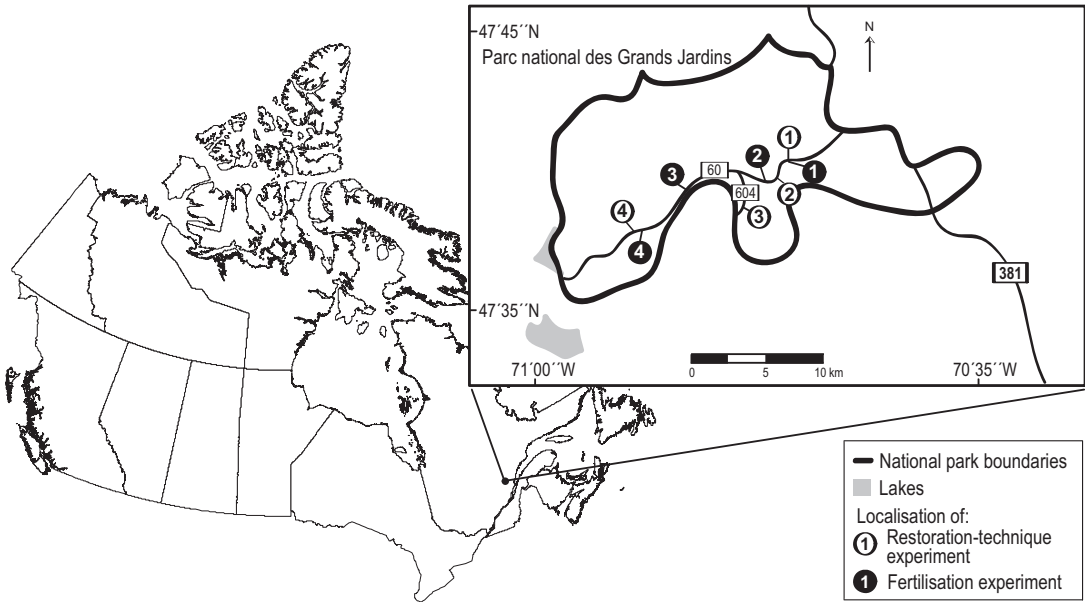 47´45´´N
Parc national des Grands Jardins
N
1
2
1
3
60
604
2
4
3
4
381
47´35´´N
71´00´´W
70´35´´W
0 5 10 km
National park boundaries
Lakes
Localisation of:
1 Restoration-technique
experiment
1 Fertilisation experiment